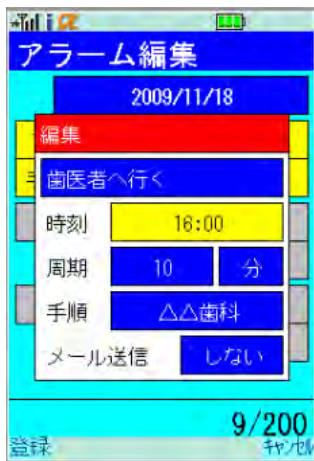 アラーム編集
2009/11/18
編集
歯医者へ行く
時刻 16:00
周期 10 分
手順 △△歯科
メール送信 しない
9/200
登録 キャンセル